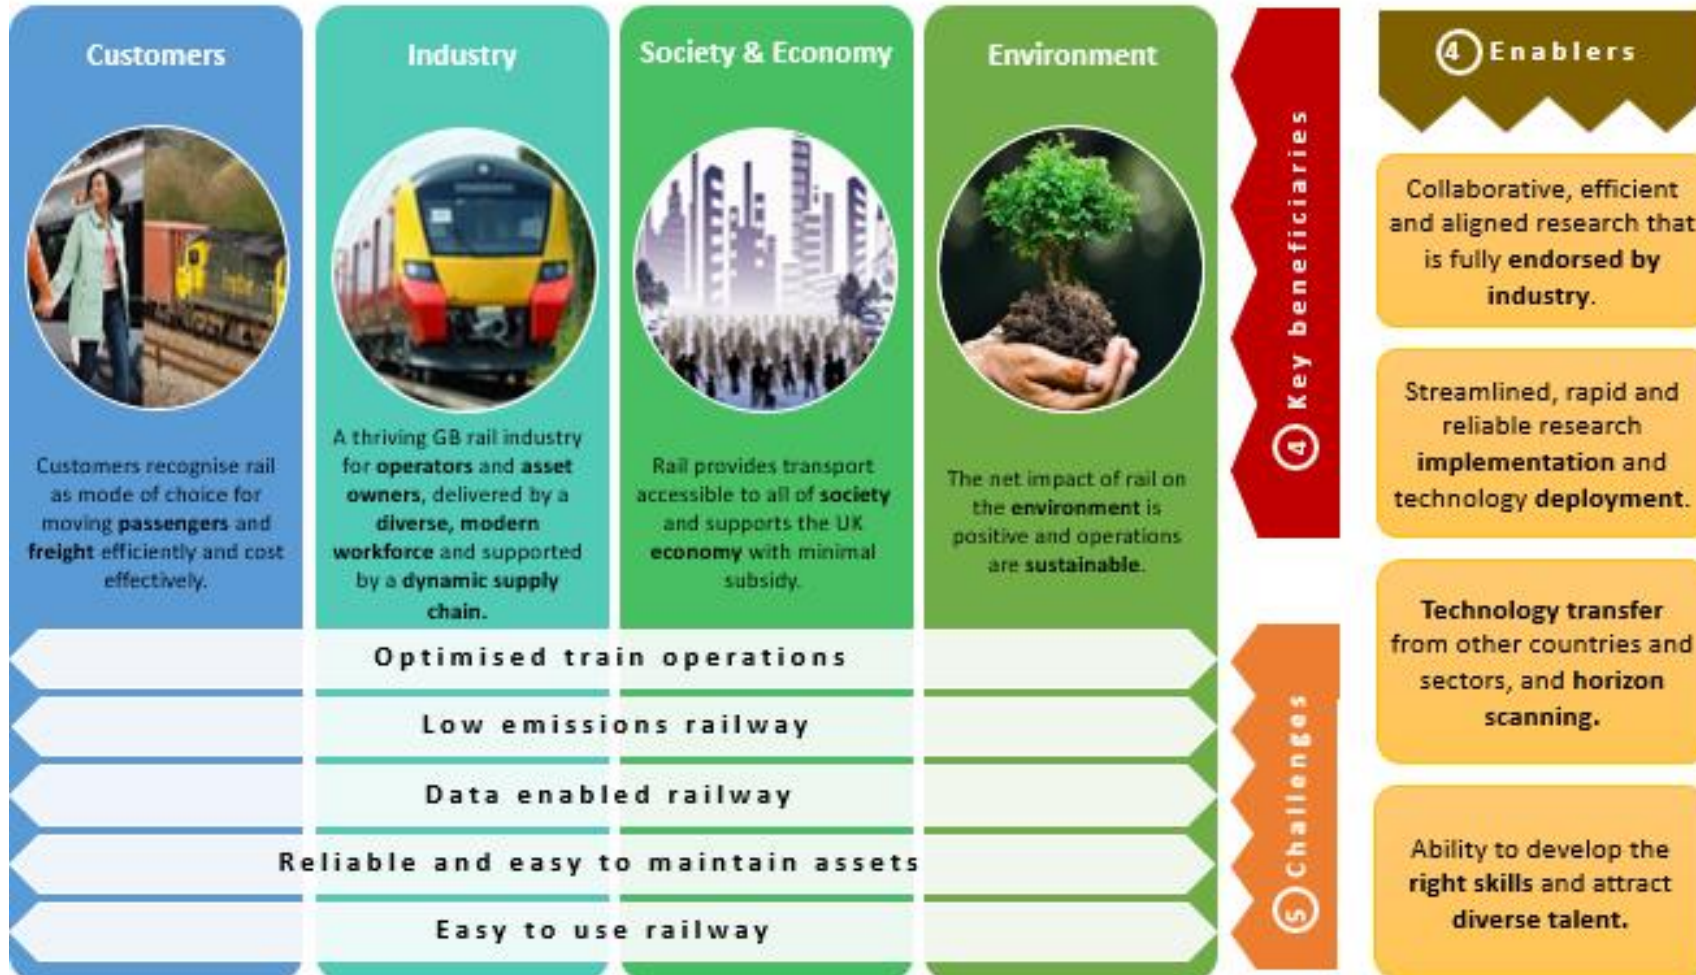 Customers
Customers recognise rail
as mode of choice for
moving passengers and
freight efficiently and cost
effectively.
Industry
A thriving GB rail industry
for operators and asset
owners, delivered by a
diverse, modern
workforce and supported
by a dynamic supply
chain.
Society & Economy
Rail provides transport
accessible to all of society
and supports the UK
economy with minimal
subsidy.
Environment
The net impact of rail on
the environment is
positive and operations
are sustainable.
4 Key beneficiaries
Optimised train operations
Low emissions railway
Data enabled railway
Reliable and easy to maintain assets
Easy to use railway
5 Challenges
4 Enablers
Collaborative, efficient
and aligned research that
is fully endorsed by
industry.
Streamlined, rapid and
reliable research
implementation and
technology deployment.
Technology transfer
from other countries and
sectors, and horizon
scanning.
Ability to develop the
right skills and attract
diverse talent.